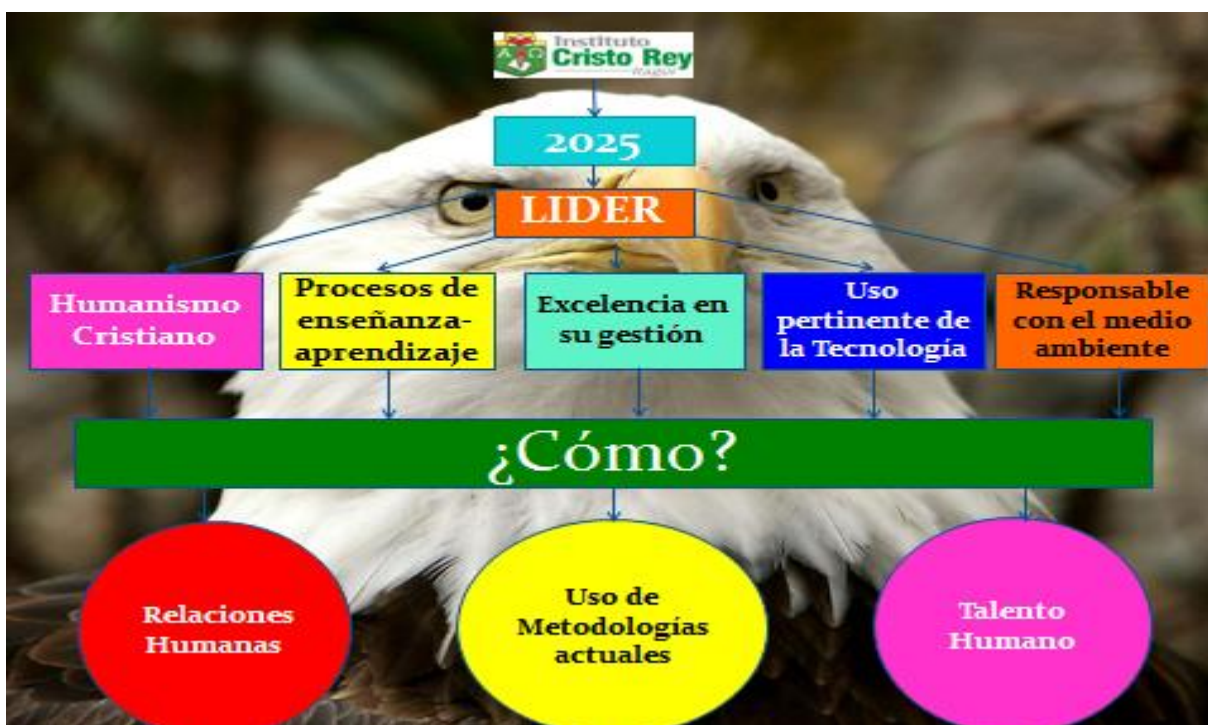 Instituto
Cristo Rey
Itagüí
2025
LIDER
Humanismo
Cristiano
Procesos de
enseñanza-
aprendizaje
Excelencia en
su gestión
Uso
pertinente de
la Tecnología
Responsable
con el medio
ambiente
¿Cómo?
Relaciones
Humanas
Uso de
Metodologías
actuales
Talento
Humano